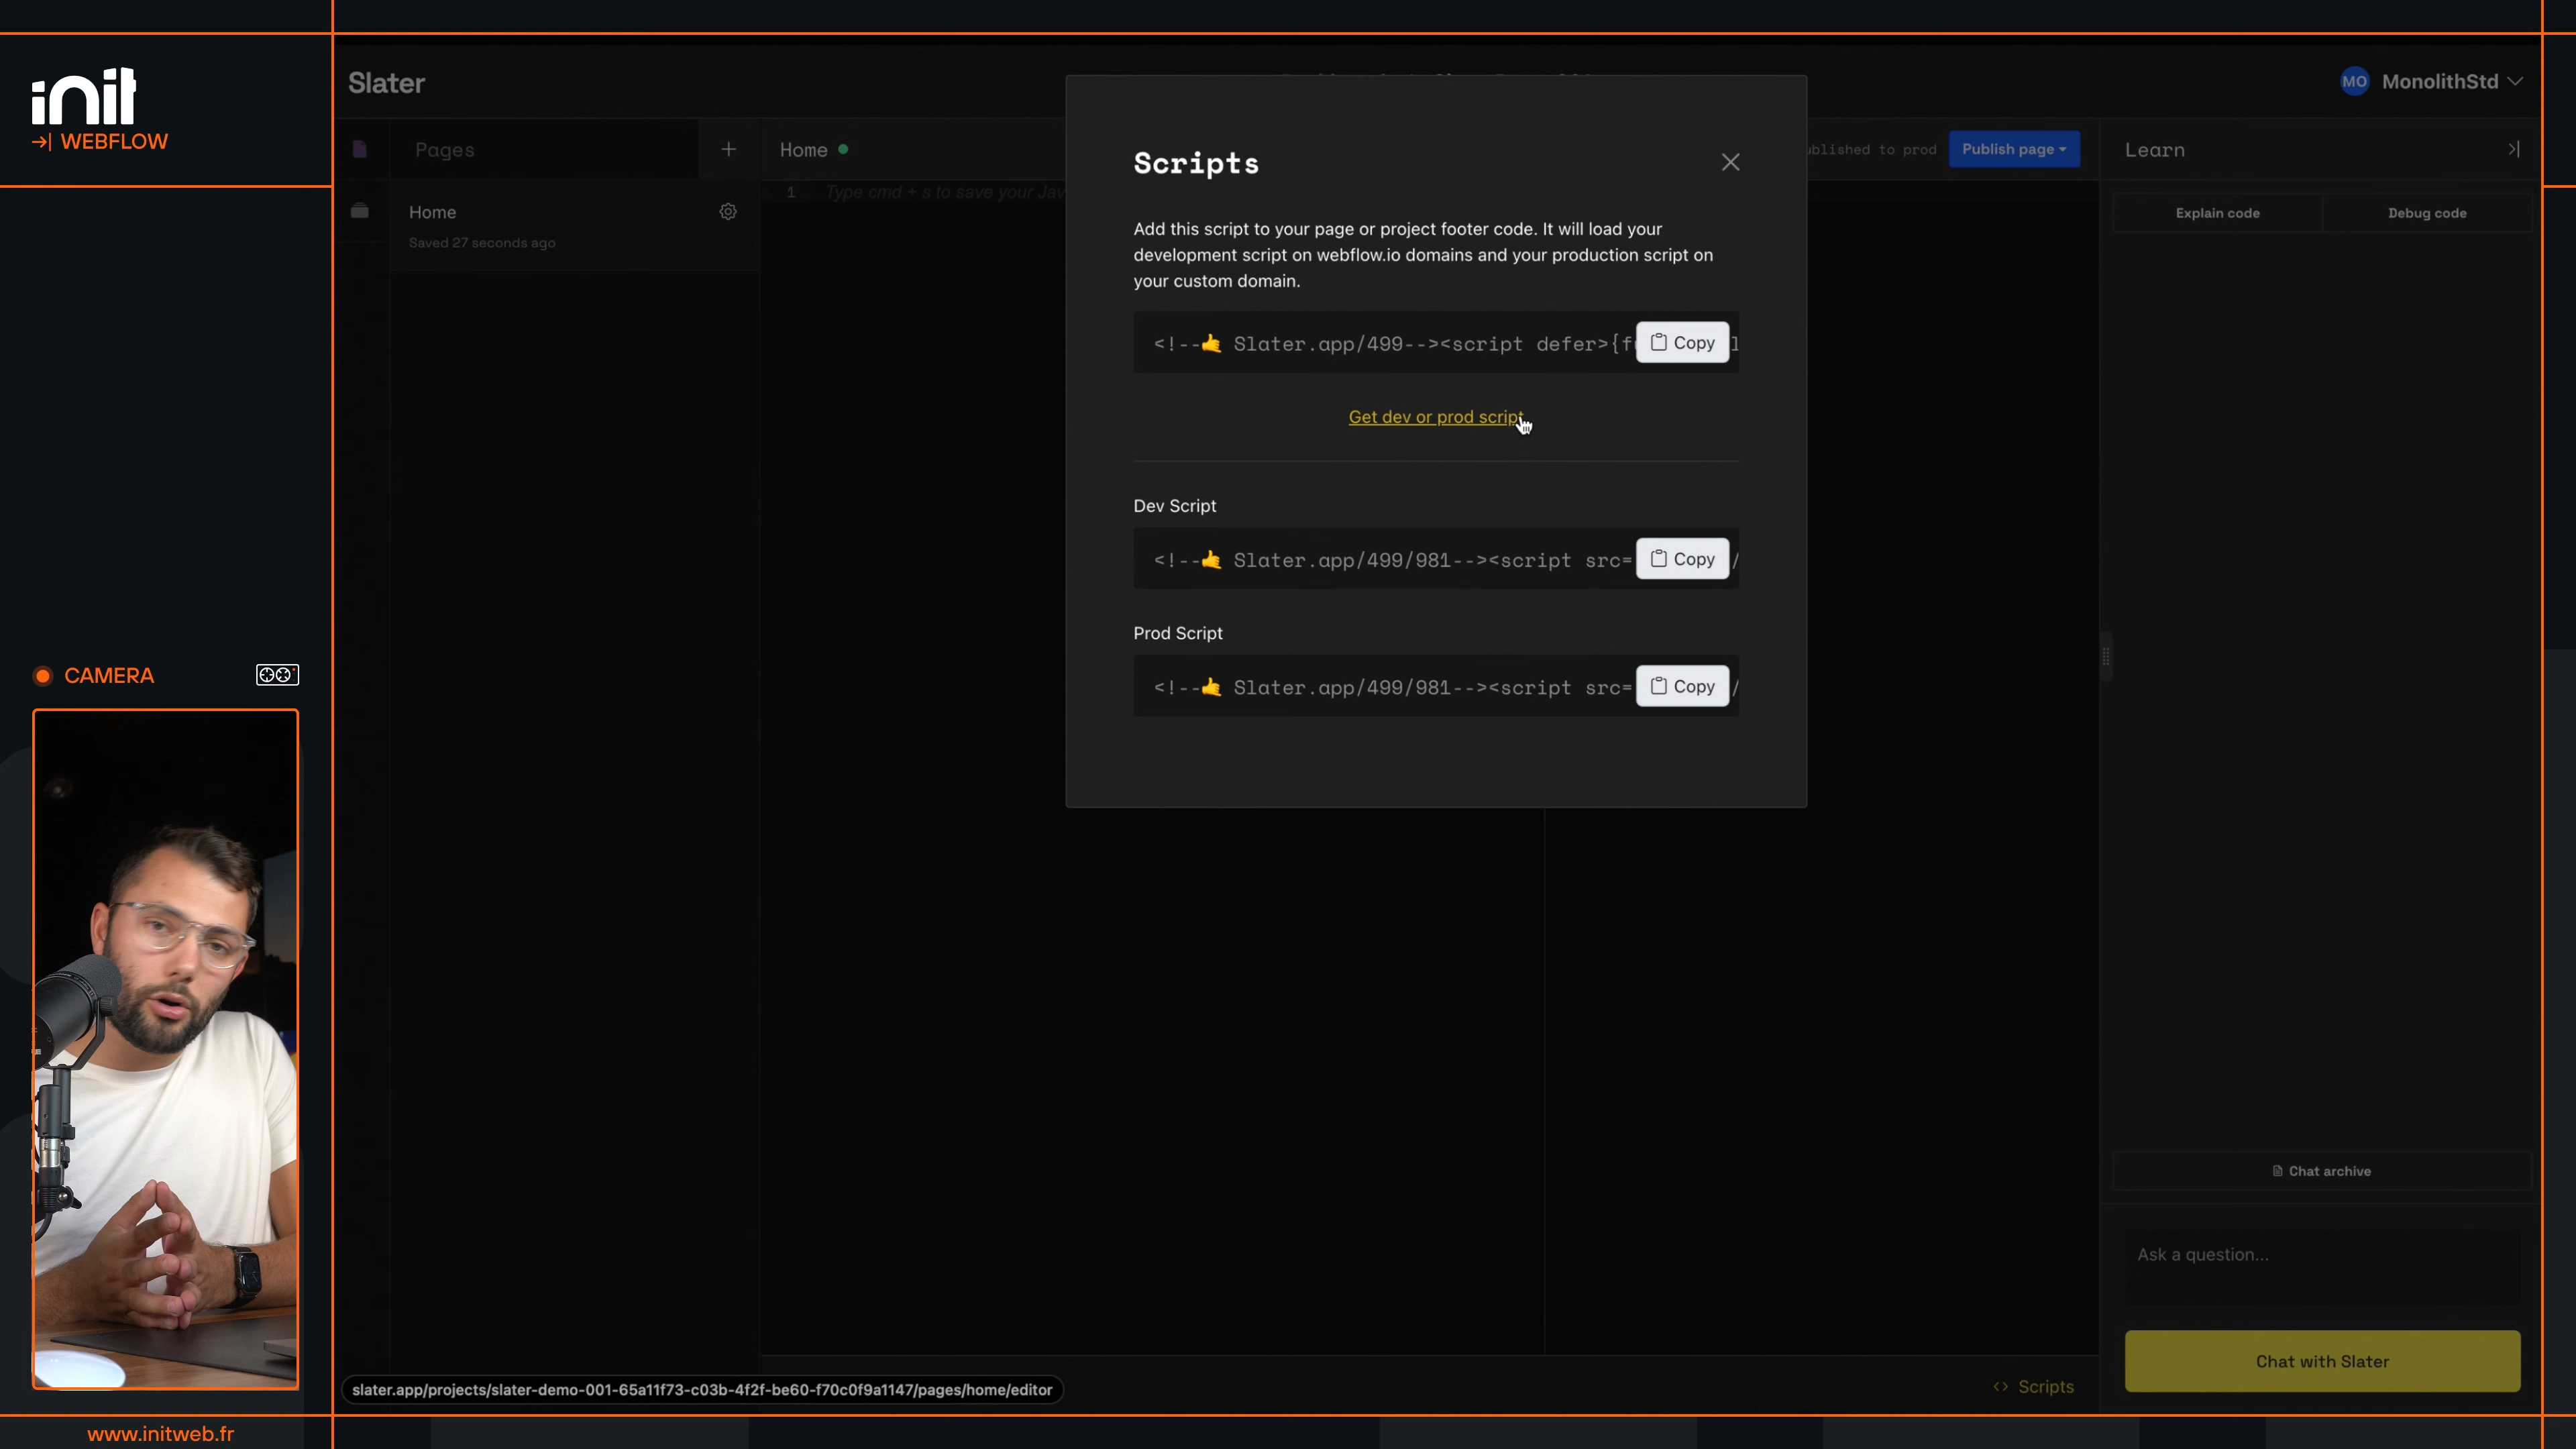 init
WEBFLOW
CAMERA
www.initweb.fr
Slater
MO MonolithStd
Pages
Home
Saved 27 seconds ago
Home
published to prod
Publish page
1 Type cmd + s to save your Jav
Scripts
Add this script to your page or project footer code. It will load your
development script on webflow.io domains and your production script on
your custom domain.
<!--🤙 Slater.app/499--><script defer>{f
Copy
Get dev or prod script
Dev Script
<!--🤙 Slater.app/499/981--><script src=
Copy
/
Prod Script
<!--🤙 Slater.app/499/981--><script src=
Copy
/
Learn
Explain code
Debug code
Chat archive
Ask a question...
Chat with Slater
<> Scripts
slater.app/projects/slater-demo-001-65a11f73-c03b-4f2f-be60-f70c0f9a1147/pages/home/editor